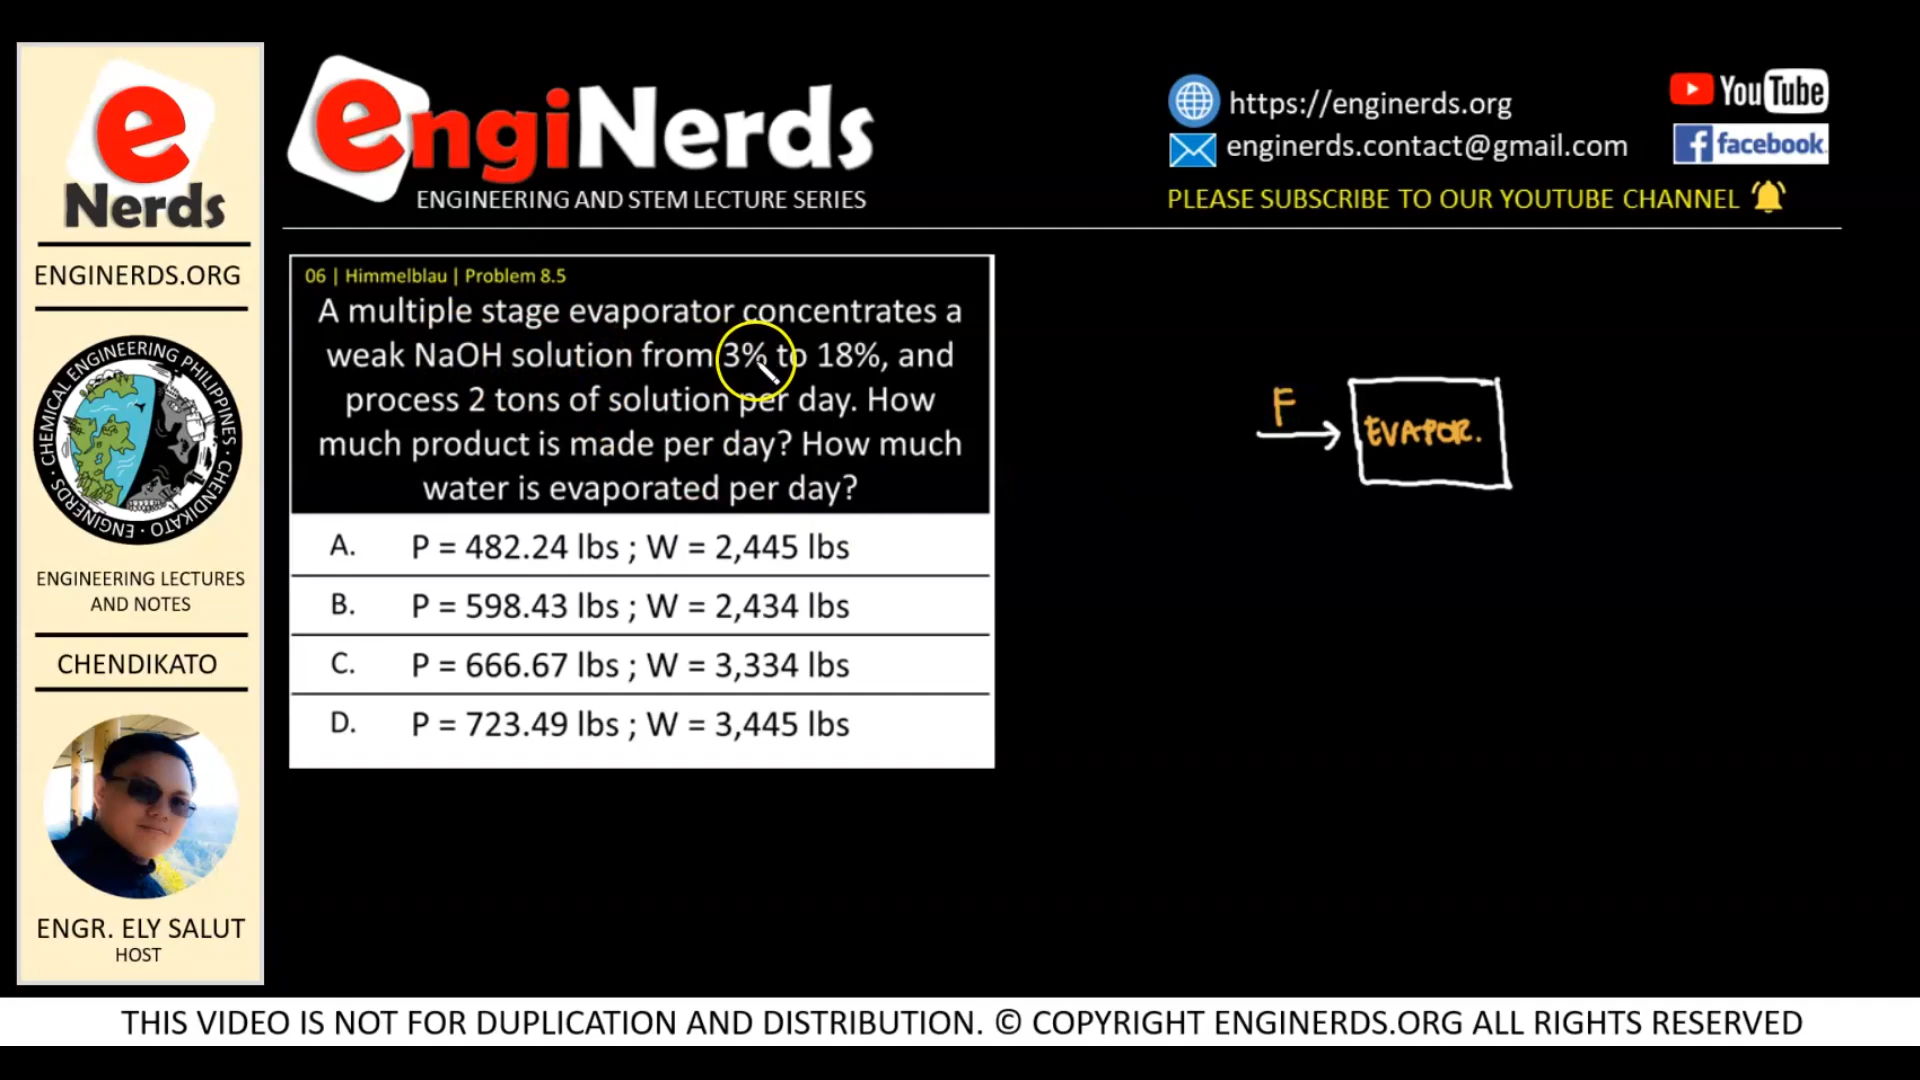 e
Nerds
ENGINERDS.ORG
CHEMICAL ENGINEERING PHILIPPINES · CHENDIKATO · ENGINERDS ·
ENGINEERING LECTURES
AND NOTES
CHENDIKATO
ENGR. ELY SALUT
HOST
engiNerds
ENGINEERING AND STEM LECTURE SERIES
https://enginerds.org
enginerds.contact@gmail.com
PLEASE SUBSCRIBE TO OUR YOUTUBE CHANNEL
YouTube
f facebook
06 | Himmelblau | Problem 8.5
A multiple stage evaporator concentrates a
weak NaOH solution from 3% to 18%, and
process 2 tons of solution per day. How
much product is made per day? How much
water is evaporated per day?
A. P = 482.24 lbs ; W = 2,445 lbs
B. P = 598.43 lbs ; W = 2,434 lbs
C. P = 666.67 lbs ; W = 3,334 lbs
D. P = 723.49 lbs ; W = 3,445 lbs
F
EVAPOR.
THIS VIDEO IS NOT FOR DUPLICATION AND DISTRIBUTION. © COPYRIGHT ENGINERDS.ORG ALL RIGHTS RESERVED